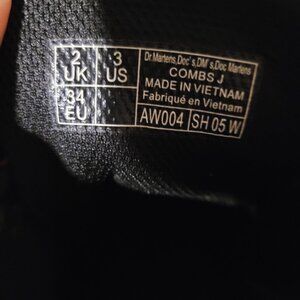 2 UK
3 US
34 EU
Dr.Martens,Doc's,DM's,Doc Martens
COMBS J
MADE IN VIETNAM
Fabriqué en Vietnam
AW004 SH 05 W